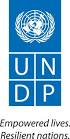 U N
D P
Empowered lives.
Resilient nations.